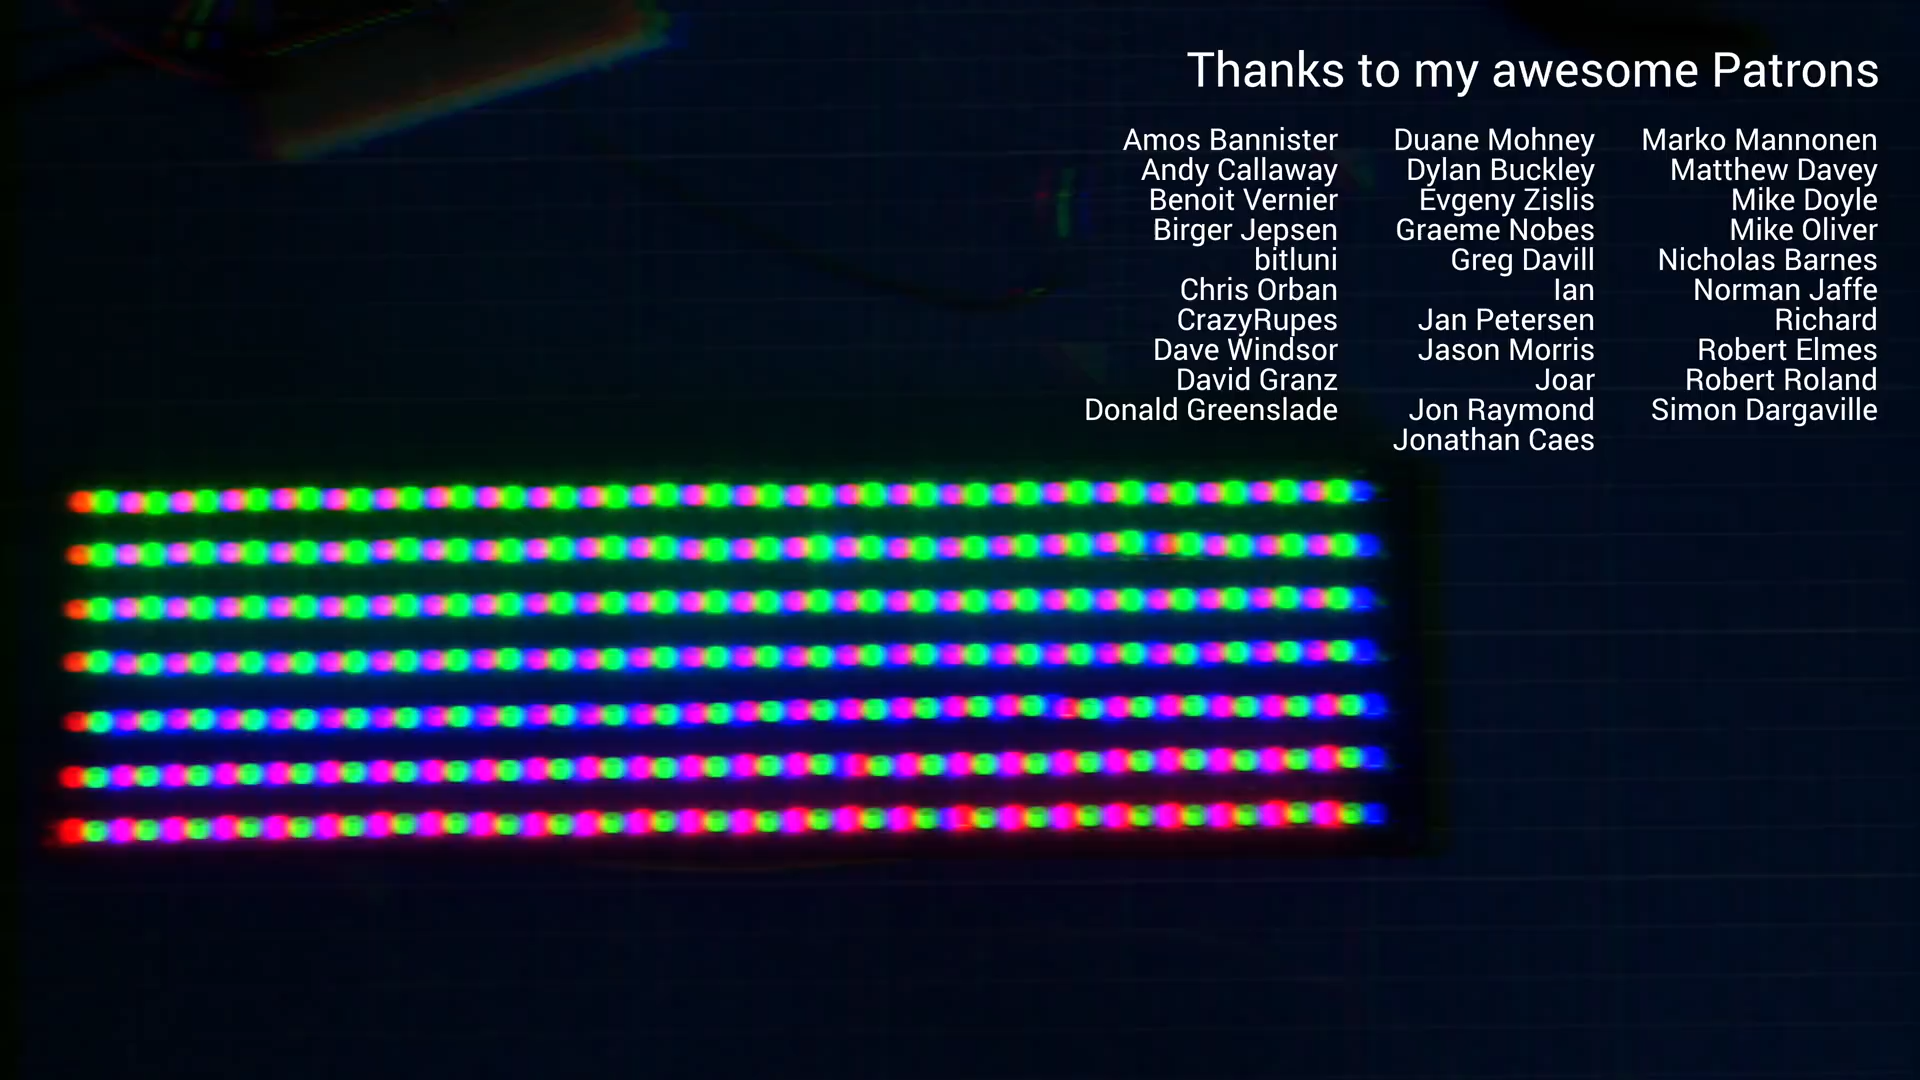 Thanks to my awesome Patrons
Amos Bannister
Andy Callaway
Benoit Vernier
Birger Jepsen
bitluni
Chris Orban
CrazyRupes
Dave Windsor
David Granz
Donald Greenslade
Duane Mohney
Dylan Buckley
Evgeny Zislis
Graeme Nobes
Greg Davill
Ian
Jan Petersen
Jason Morris
Joar
Jon Raymond
Jonathan Caes
Marko Mannonen
Matthew Davey
Mike Doyle
Mike Oliver
Nicholas Barnes
Norman Jaffe
Richard
Robert Elmes
Robert Roland
Simon Dargaville